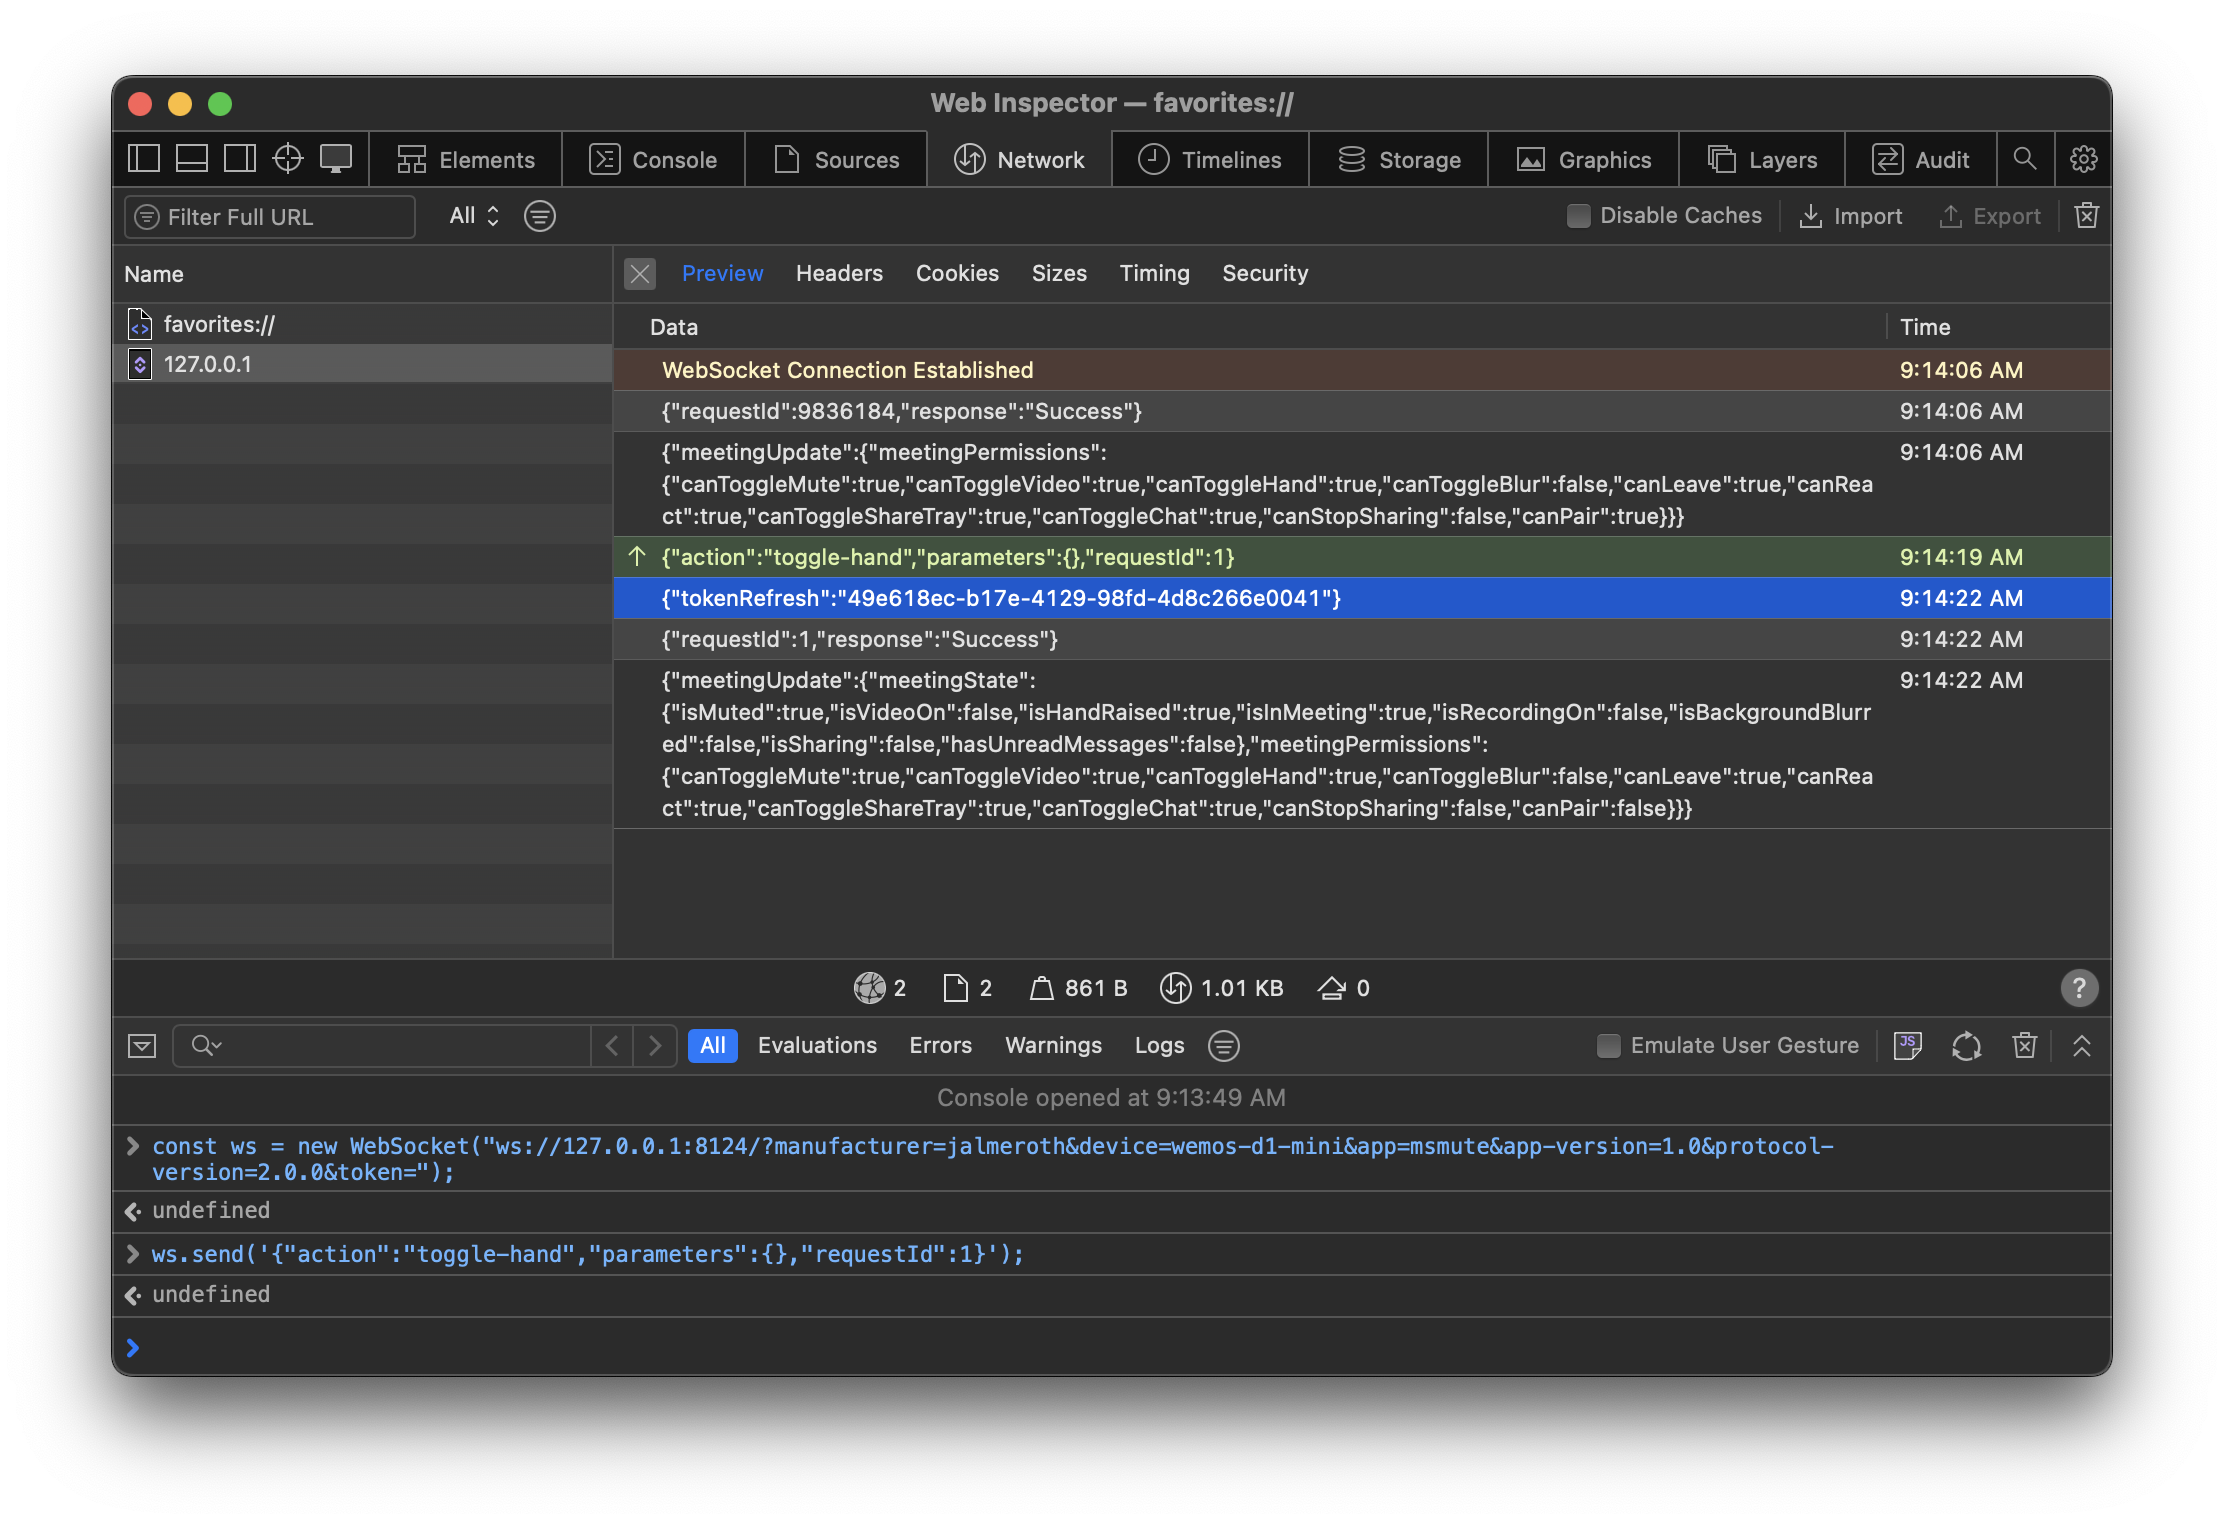 Web Inspector — favorites://
Elements Console Sources Network Timelines Storage Graphics Layers Audit
Filter Full URL All Disable Caches Import Export
Name
favorites://
127.0.0.1
Preview Headers Cookies Sizes Timing Security
Data Time
WebSocket Connection Established 9:14:06 AM
{"requestId":9836184,"response":"Success"} 9:14:06 AM
{"meetingUpdate":{"meetingPermissions": 9:14:06 AM
{"canToggleMute":true,"canToggleVideo":true,"canToggleHand":true,"canToggleBlur":false,"canLeave":true,"canRea
ct":true,"canToggleShareTray":true,"canToggleChat":true,"canStopSharing":false,"canPair":true}}}
↑ {"action":"toggle-hand","parameters":{},"requestId":1} 9:14:19 AM
{"tokenRefresh":"49e618ec-b17e-4129-98fd-4d8c266e0041"} 9:14:22 AM
{"requestId":1,"response":"Success"} 9:14:22 AM
{"meetingUpdate":{"meetingState": 9:14:22 AM
{"isMuted":true,"isVideoOn":false,"isHandRaised":true,"isInMeeting":true,"isRecordingOn":false,"isBackgroundBlurr
ed":false,"isSharing":false,"hasUnreadMessages":false},"meetingPermissions":
{"canToggleMute":true,"canToggleVideo":true,"canToggleHand":true,"canToggleBlur":false,"canLeave":true,"canRea
ct":true,"canToggleShareTray":true,"canToggleChat":true,"canStopSharing":false,"canPair":false}}}
2 2 861 B 1.01 KB 0 ?
All Evaluations Errors Warnings Logs Emulate User Gesture JS
Console opened at 9:13:49 AM
const ws = new WebSocket("ws://127.0.0.1:8124/?manufacturer=jalmeroth&device=wemos-d1-mini&app=msmute&app-version=1.0&protocol-
version=2.0.0&token=");
undefined
ws.send('{"action":"toggle-hand","parameters":{},"requestId":1}');
undefined